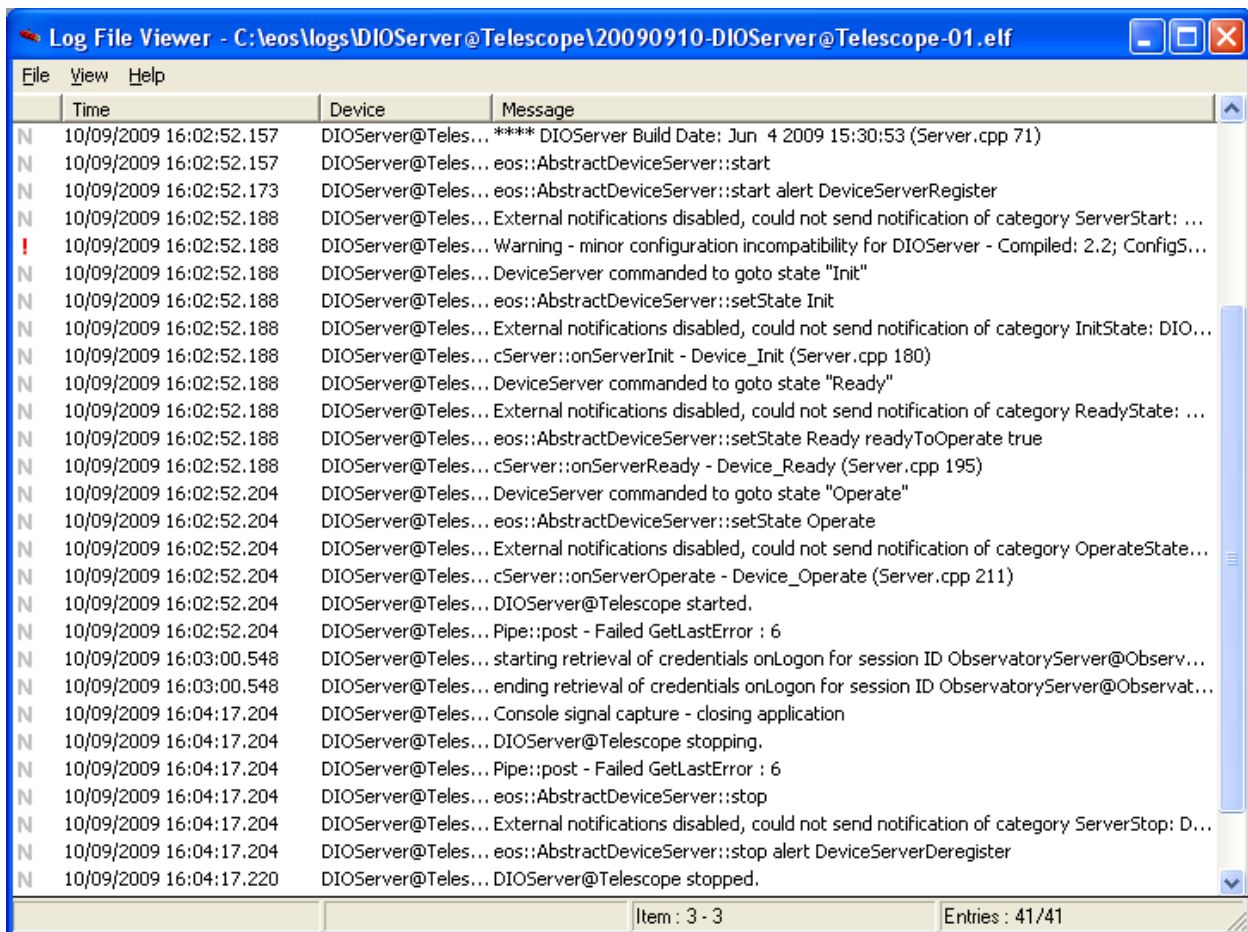 Log File Viewer - C:\eos\logs\DIOServer@Telescope\20090910-DIOServer@Telescope-01.elf
File View Help
Time Device Message
N 10/09/2009 16:02:52.157 DIOServer@Teles... **** DIOServer Build Date: Jun  4 2009 15:30:53 (Server.cpp 71)
N 10/09/2009 16:02:52.157 DIOServer@Teles... eos::AbstractDeviceServer::start
N 10/09/2009 16:02:52.173 DIOServer@Teles... eos::AbstractDeviceServer::start alert DeviceServerRegister
N 10/09/2009 16:02:52.188 DIOServer@Teles... External notifications disabled, could not send notification of category ServerStart: ...
! 10/09/2009 16:02:52.188 DIOServer@Teles... Warning - minor configuration incompatibility for DIOServer - Compiled: 2.2; ConfigS...
N 10/09/2009 16:02:52.188 DIOServer@Teles... DeviceServer commanded to goto state "Init"
N 10/09/2009 16:02:52.188 DIOServer@Teles... eos::AbstractDeviceServer::setState Init
N 10/09/2009 16:02:52.188 DIOServer@Teles... External notifications disabled, could not send notification of category InitState: DIO...
N 10/09/2009 16:02:52.188 DIOServer@Teles... cServer::onServerInit - Device_Init (Server.cpp 180)
N 10/09/2009 16:02:52.188 DIOServer@Teles... DeviceServer commanded to goto state "Ready"
N 10/09/2009 16:02:52.188 DIOServer@Teles... External notifications disabled, could not send notification of category ReadyState: ...
N 10/09/2009 16:02:52.188 DIOServer@Teles... eos::AbstractDeviceServer::setState Ready readyToOperate true
N 10/09/2009 16:02:52.188 DIOServer@Teles... cServer::onServerReady - Device_Ready (Server.cpp 195)
N 10/09/2009 16:02:52.204 DIOServer@Teles... DeviceServer commanded to goto state "Operate"
N 10/09/2009 16:02:52.204 DIOServer@Teles... eos::AbstractDeviceServer::setState Operate
N 10/09/2009 16:02:52.204 DIOServer@Teles... External notifications disabled, could not send notification of category OperateState...
N 10/09/2009 16:02:52.204 DIOServer@Teles... cServer::onServerOperate - Device_Operate (Server.cpp 211)
N 10/09/2009 16:02:52.204 DIOServer@Teles... DIOServer@Telescope started.
N 10/09/2009 16:02:52.204 DIOServer@Teles... Pipe::post - Failed GetLastError : 6
N 10/09/2009 16:03:00.548 DIOServer@Teles... starting retrieval of credentials onLogon for session ID ObservatoryServer@Observ...
N 10/09/2009 16:03:00.548 DIOServer@Teles... ending retrieval of credentials onLogon for session ID ObservatoryServer@Observat...
N 10/09/2009 16:04:17.204 DIOServer@Teles... Console signal capture - closing application
N 10/09/2009 16:04:17.204 DIOServer@Teles... DIOServer@Telescope stopping.
N 10/09/2009 16:04:17.204 DIOServer@Teles... Pipe::post - Failed GetLastError : 6
N 10/09/2009 16:04:17.204 DIOServer@Teles... eos::AbstractDeviceServer::stop
N 10/09/2009 16:04:17.204 DIOServer@Teles... External notifications disabled, could not send notification of category ServerStop: D...
N 10/09/2009 16:04:17.204 DIOServer@Teles... eos::AbstractDeviceServer::stop alert DeviceServerDeregister
N 10/09/2009 16:04:17.220 DIOServer@Teles... DIOServer@Telescope stopped.
Item : 3 - 3 Entries : 41/41